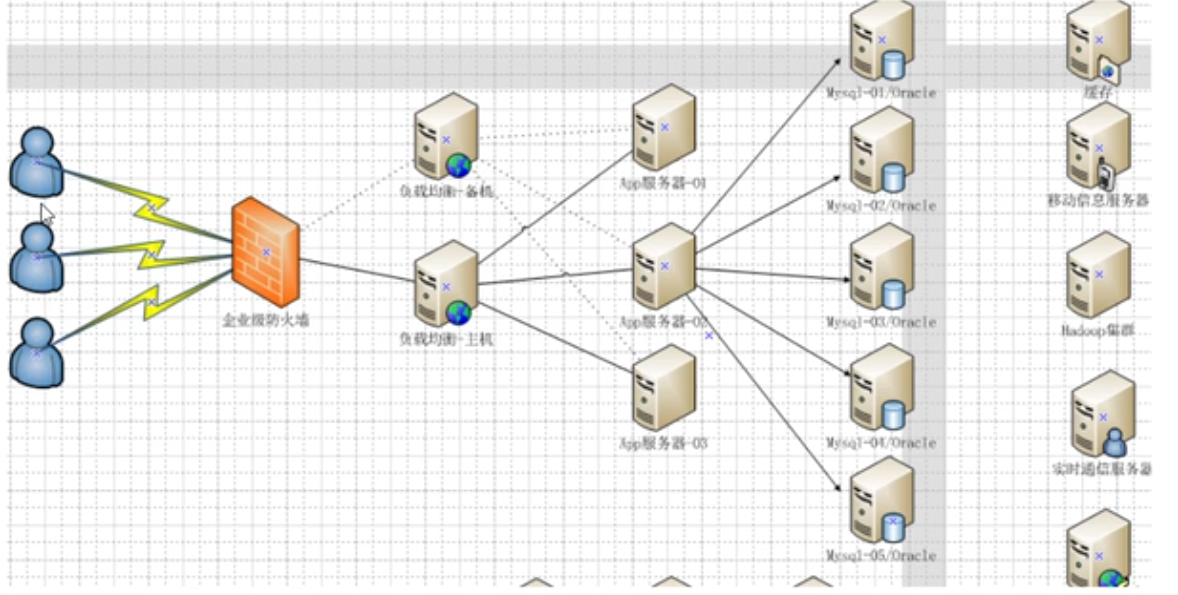 Mysql-01/Oracle
缓存
负载均衡-备机
App服务器-01
Mysql-02/Oracle
移动信息服务器
企业级防火墙
负载均衡-主机
App服务器-02
Mysql-03/Oracle
Hadoop集群
App服务器-03
Mysql-04/Oracle
实时通信服务器
Mysql-05/Oracle